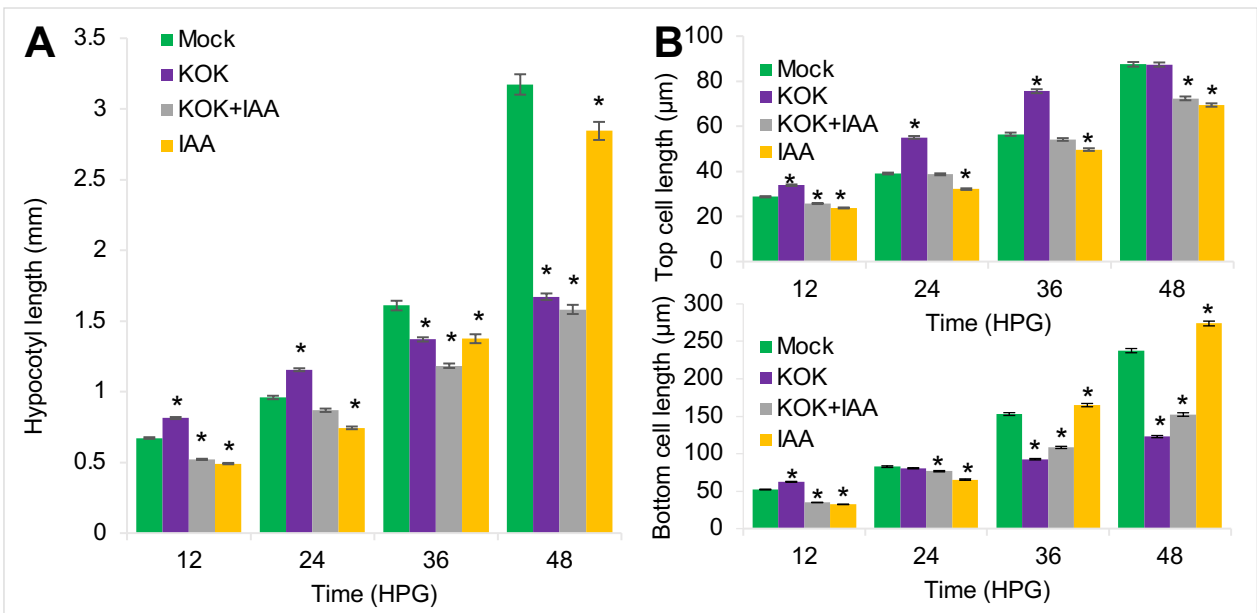 A
Hypocotyl length (mm)
3.5
3
2.5
2
1.5
1
0.5
0
Mock
KOK
KOK+IAA
IAA
* * *
* *
* * *
* * *
12 24 36 48
Time (HPG)
B
Top cell length (µm)
100
80
60
40
20
0
Mock
KOK
KOK+IAA
IAA
* * *
* *
* *
* *
12 24 36 48
Time (HPG)
Bottom cell length (µm)
300
250
200
150
100
50
0
Mock
KOK
KOK+IAA
IAA
* * *
* *
* * *
* * *
12 24 36 48
Time (HPG)